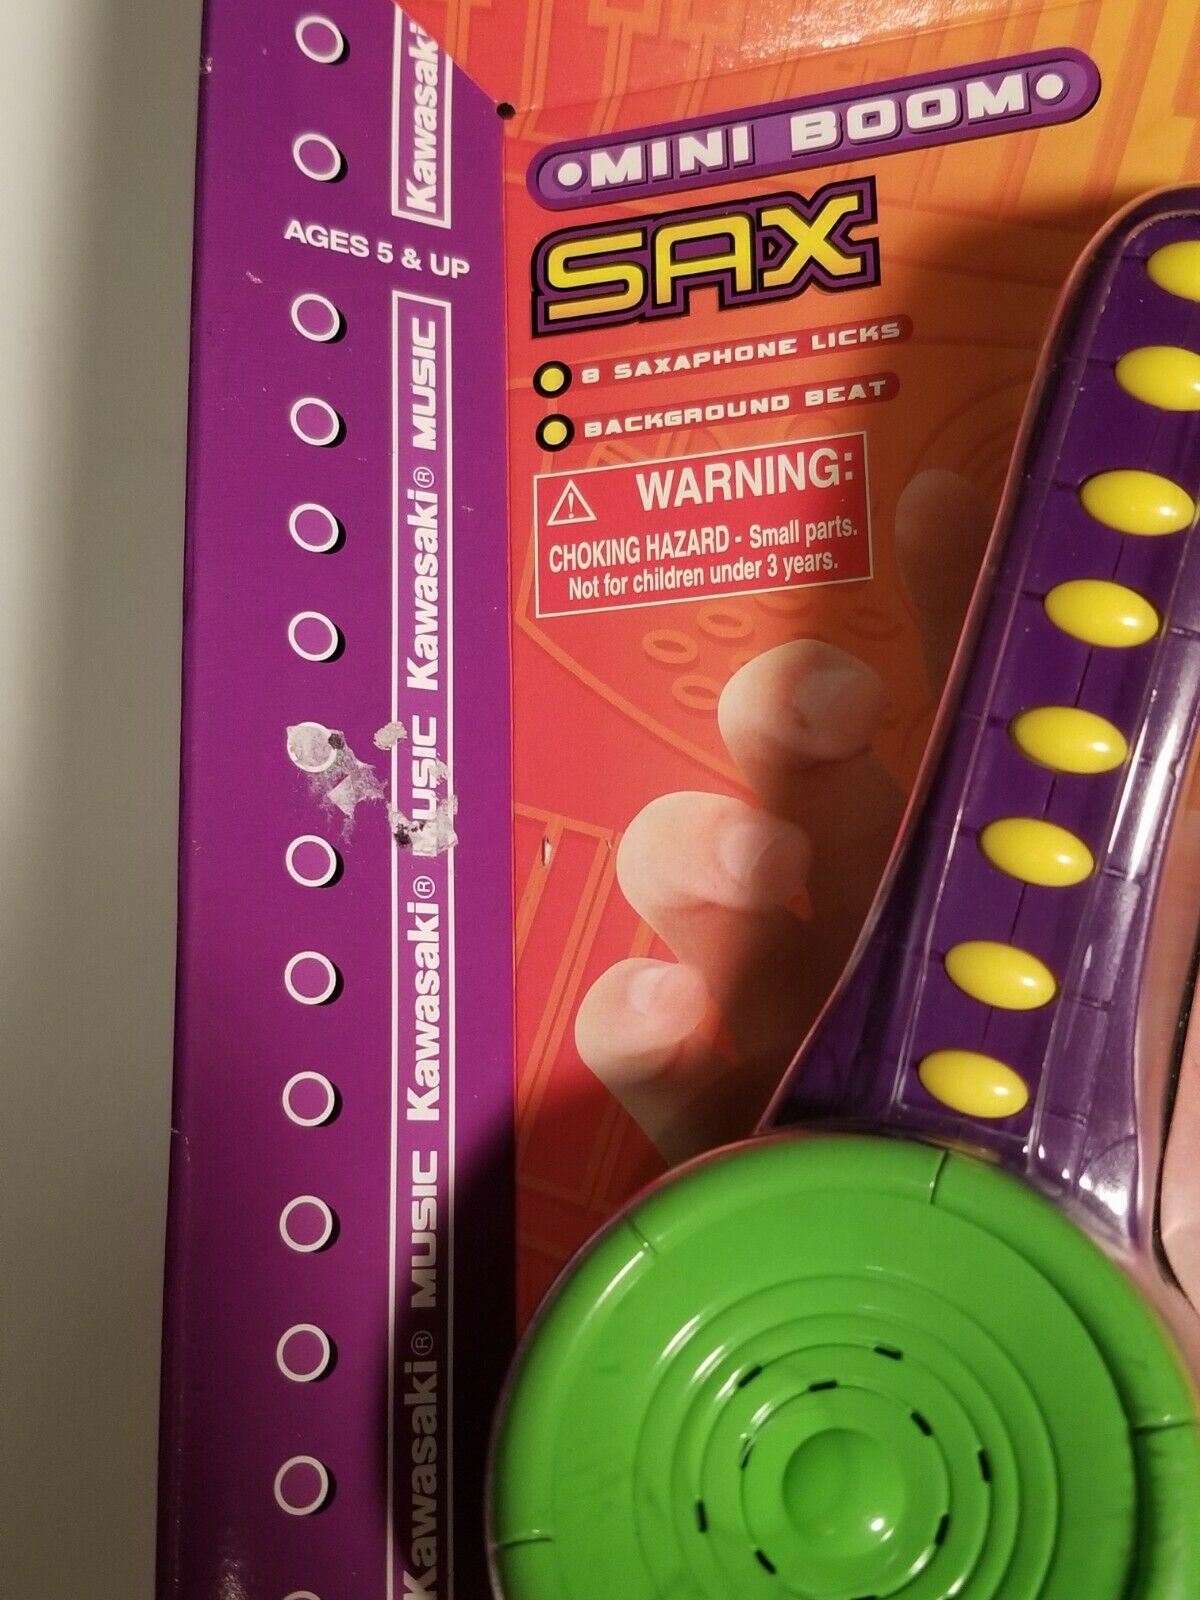 MINI BOOM
SAX
8 SAXAPHONE LICKS
BACKGROUND BEAT
WARNING:
CHOKING HAZARD - Small parts.
Not for children under 3 years.
AGES 5 & UP
Kawasaki
Kawasaki® MUSIC Kawasaki® MUSIC Kawasaki® MUSIC